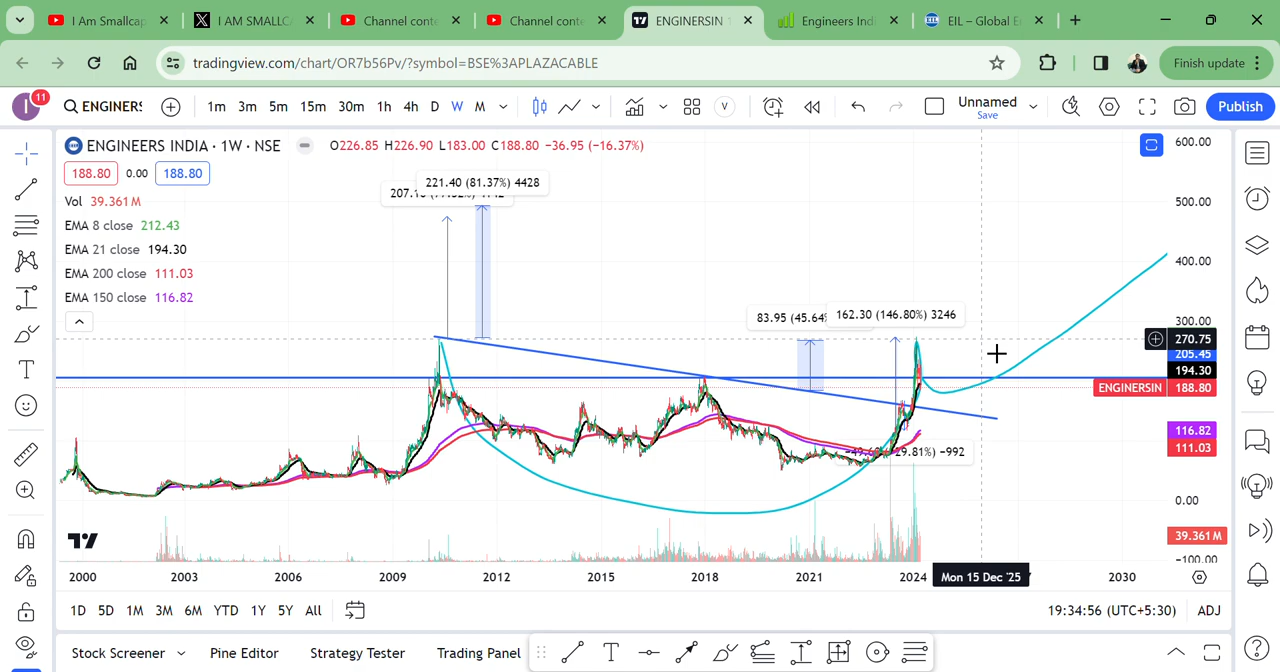 I Am Smallcap
I AM SMALLC
Channel conte
Channel conte
ENGINERSIN 1
Engineers Indi
EIL – Global E
tradingview.com/chart/OR7b56Pv/?symbol=BSE%3APLAZACABLE
Finish update
11
ENGINERS
1m 3m 5m 15m 30m 1h 4h D W M
V
Unnamed
Save
Publish
ENGINEERS INDIA · 1W · NSE
O226.85 H226.90 L183.00 C188.80 −36.95 (−16.37%)
188.80 0.00 188.80
Vol 39.361 M
EMA 8 close 212.43
EMA 21 close 194.30
EMA 200 close 111.03
EMA 150 close 116.82
221.40 (81.37%) 4428
83.95 (45.64%
162.30 (146.80%) 3246
29.81%) −992
600.00
500.00
400.00
300.00
270.75
205.45
194.30
ENGINERSIN 188.80
116.82
111.03
0.00
39.361 M
−100.00
2000 2003 2006 2009 2012 2015 2018 2021 2024 Mon 15 Dec '25 2030
1D 5D 1M 3M 6M YTD 1Y 5Y All
19:34:56 (UTC+5:30) ADJ
Stock Screener Pine Editor Strategy Tester Trading Panel